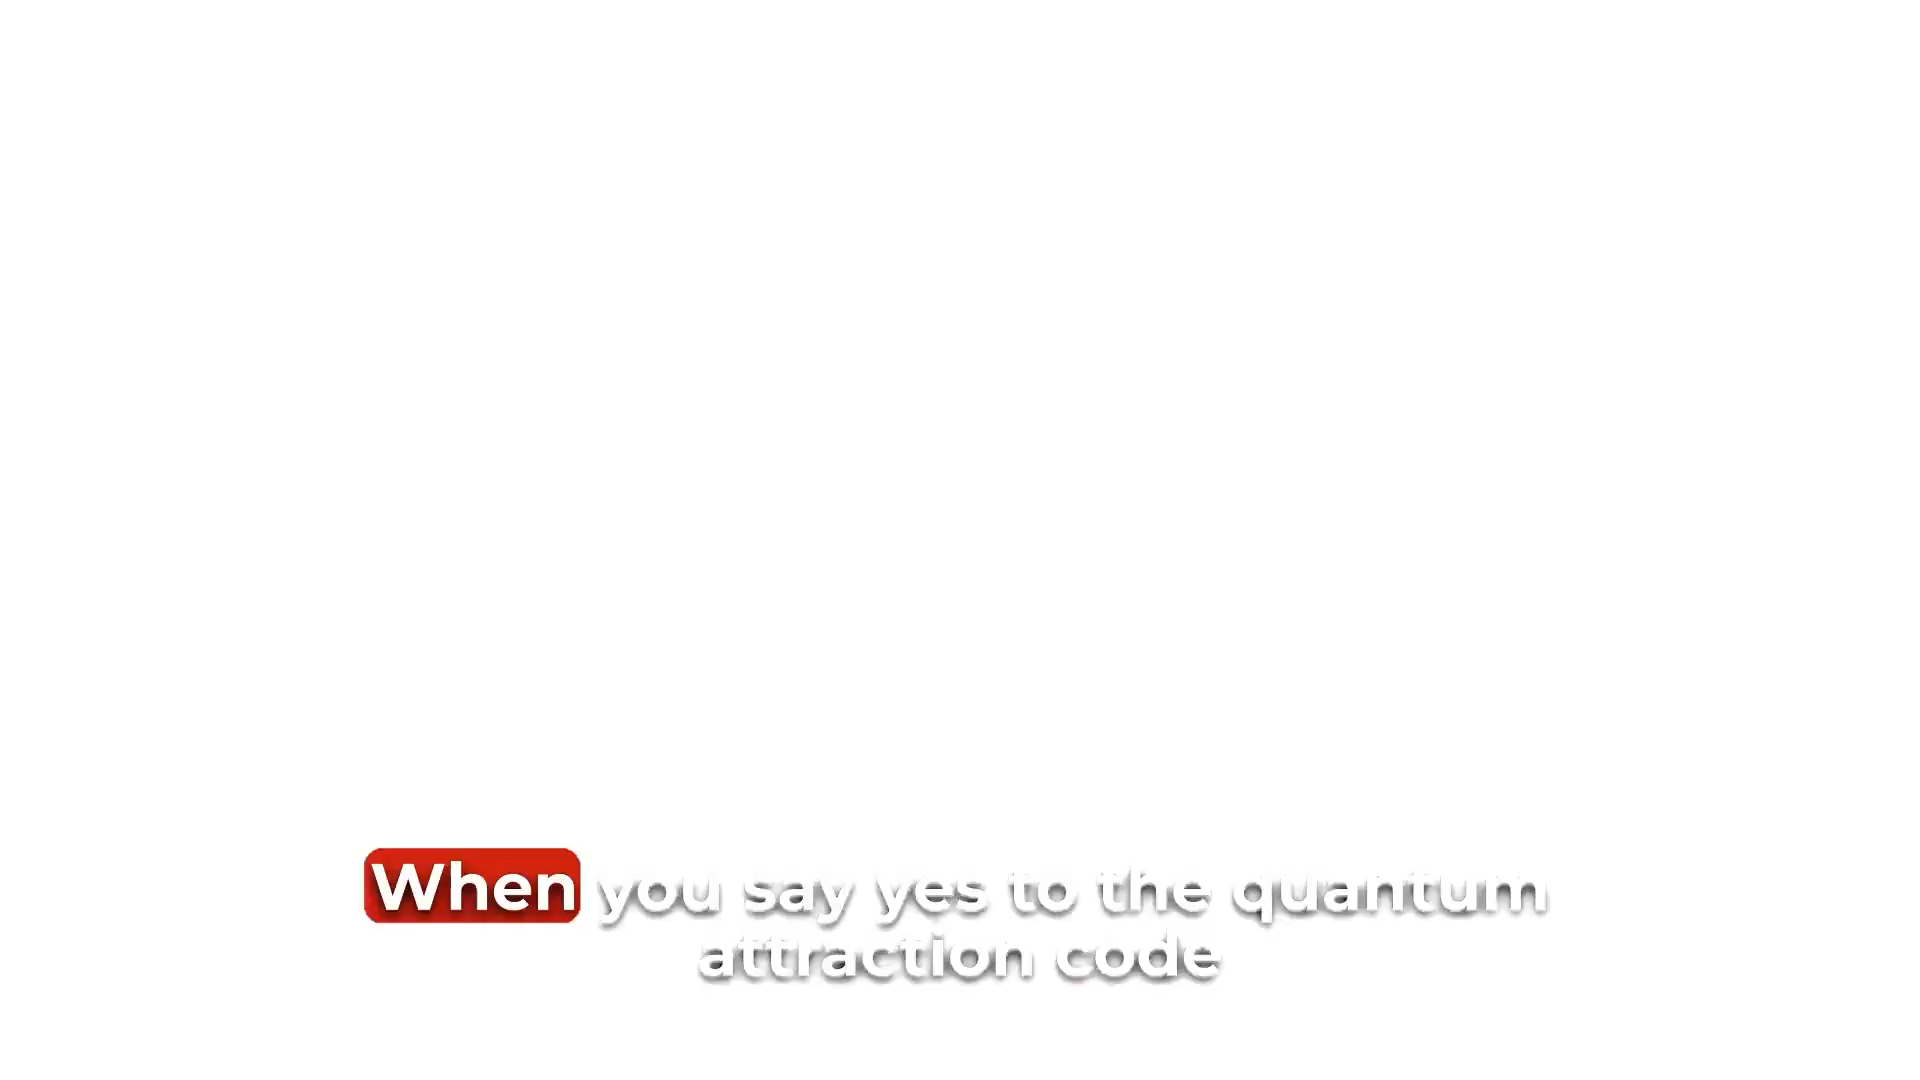 When you say yes to the quantum
attraction code